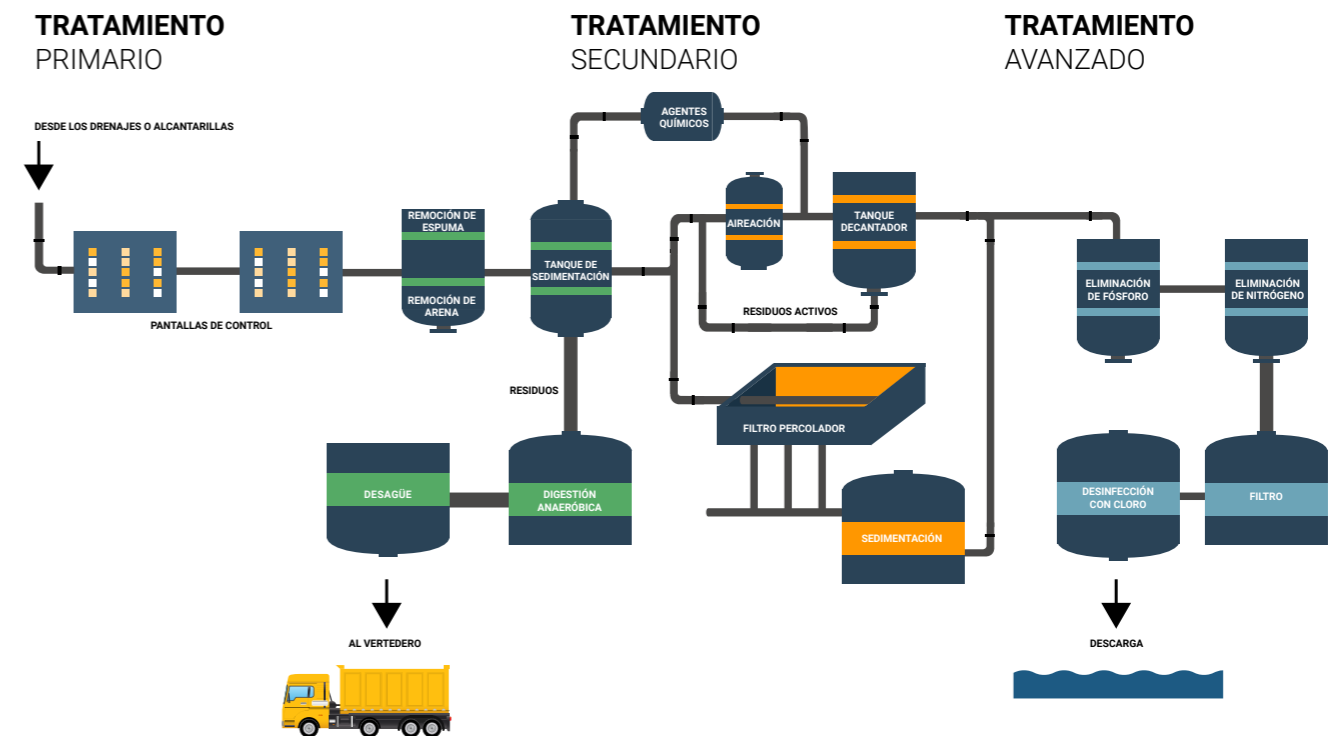 TRATAMIENTO
PRIMARIO
TRATAMIENTO
SECUNDARIO
TRATAMIENTO
AVANZADO
DESDE LOS DRENAJES O ALCANTARILLAS
PANTALLAS DE CONTROL
REMOCIÓN DE
ESPUMA
REMOCIÓN DE
ARENA
TANQUE DE
SEDIMENTACIÓN
AGENTES
QUÍMICOS
AIREACIÓN
TANQUE
DECANTADOR
RESIDUOS ACTIVOS
RESIDUOS
DIGESTIÓN
ANAERÓBICA
DESAGÜE
AL VERTEDERO
FILTRO PERCOLADOR
SEDIMENTACIÓN
ELIMINACIÓN
DE FÓSFORO
ELIMINACIÓN
DE NITRÓGENO
FILTRO
DESINFECCIÓN
CON CLORO
DESCARGA